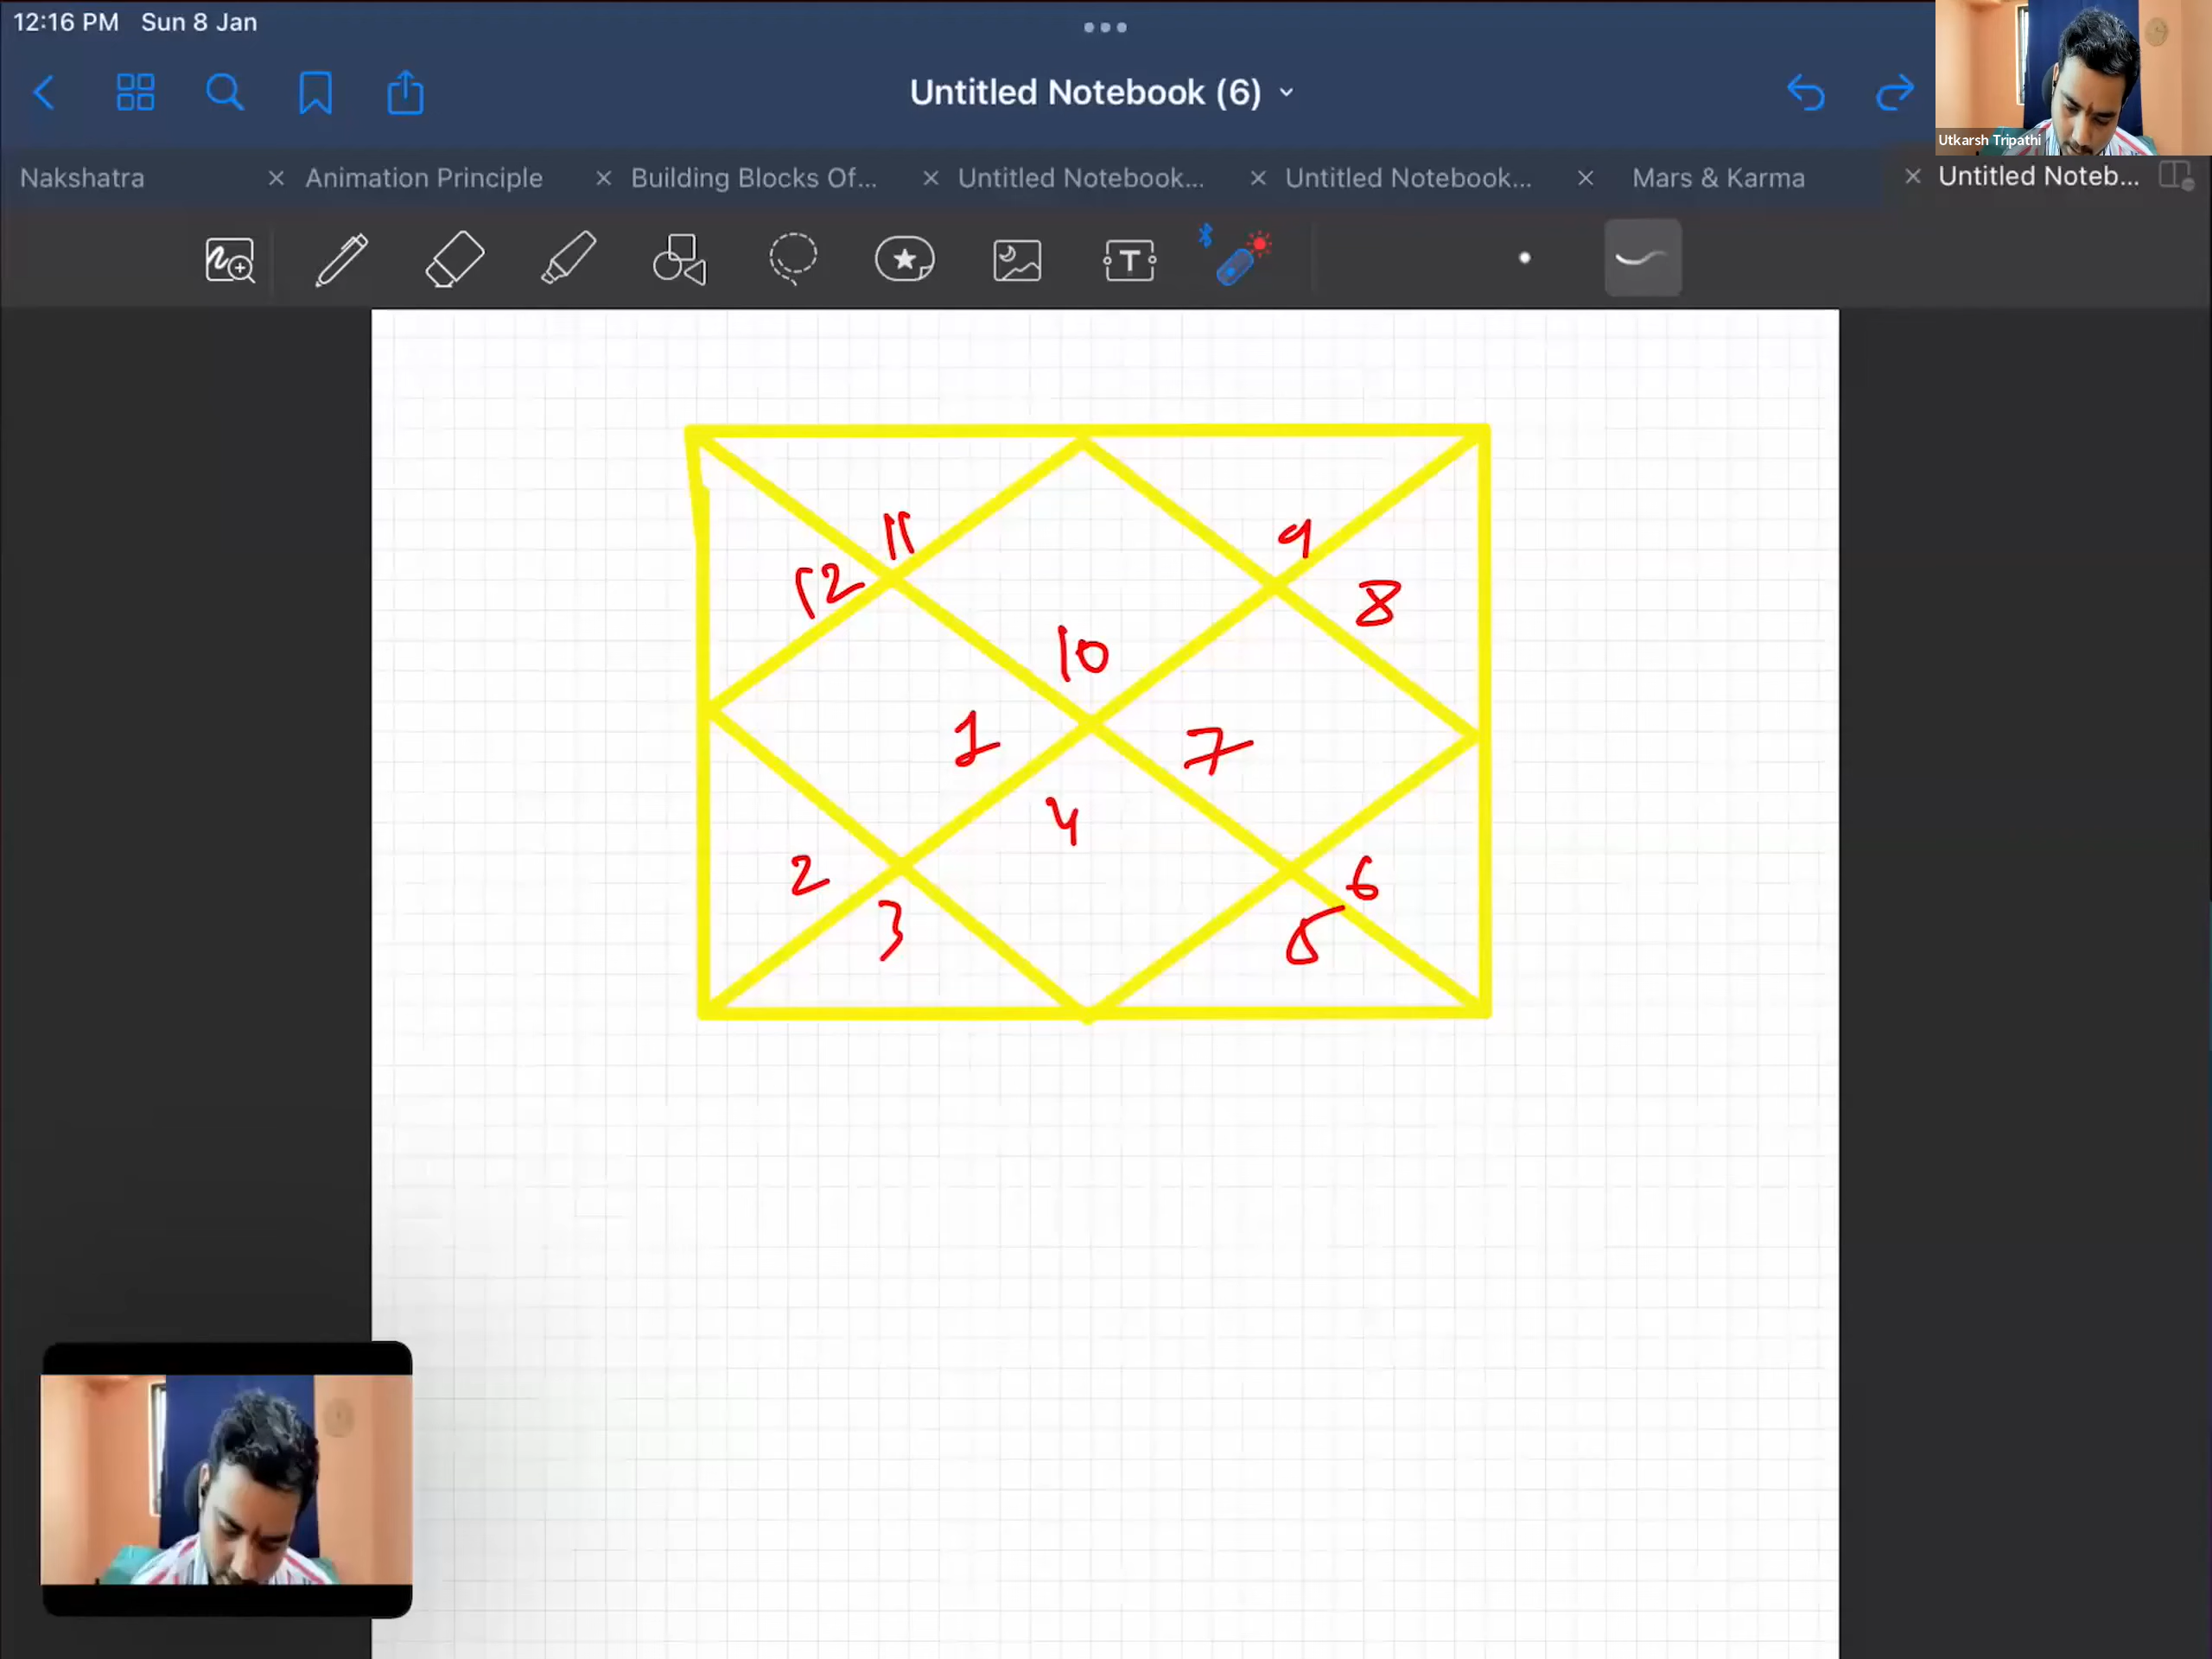 12:16 PM Sun 8 Jan
Untitled Notebook (6)
Utkarsh Tripathi
Nakshatra
Animation Principle
Building Blocks Of...
Untitled Notebook...
Untitled Notebook...
Mars & Karma
Untitled Noteb...
T
11
9
12
8
10
1
7
4
2
6
3
5